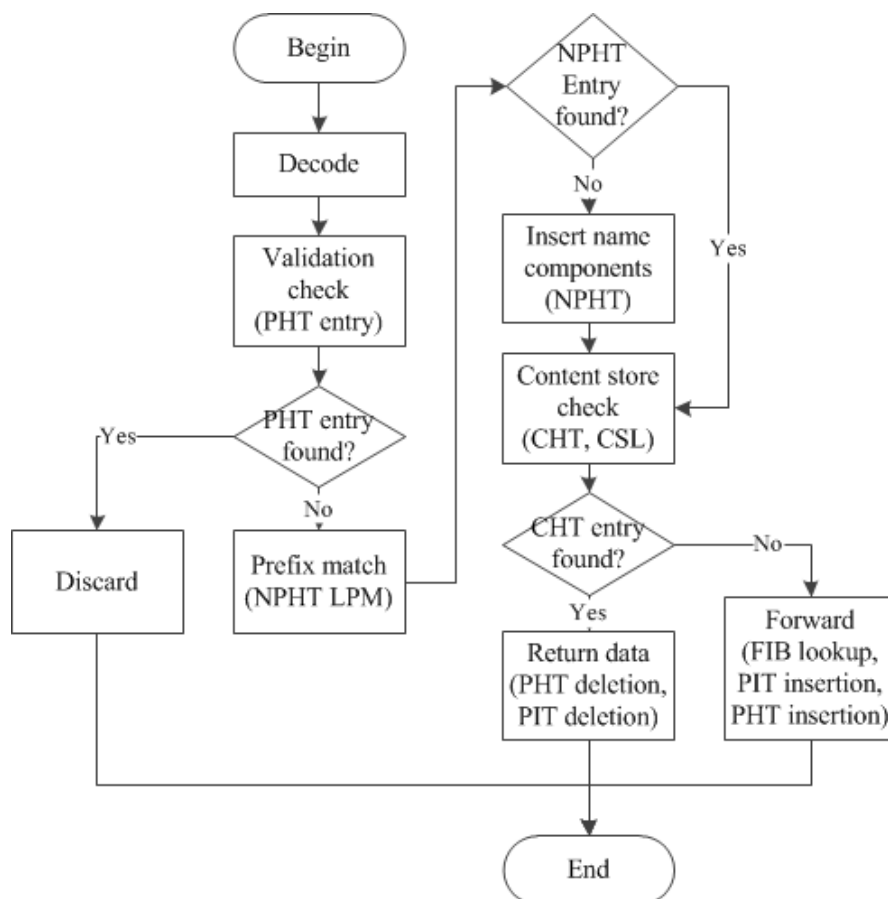 Begin
Decode
Validation
check
(PHT entry)
PHT entry
found?
Yes
No
Discard
Prefix match
(NPHT LPM)
NPHT
Entry
found?
No
Yes
Insert name
components
(NPHT)
Content store
check
(CHT, CSL)
CHT entry
found?
No
Yes
Return data
(PHT deletion,
PIT deletion)
Forward
(FIB lookup,
PIT insertion,
PHT insertion)
End